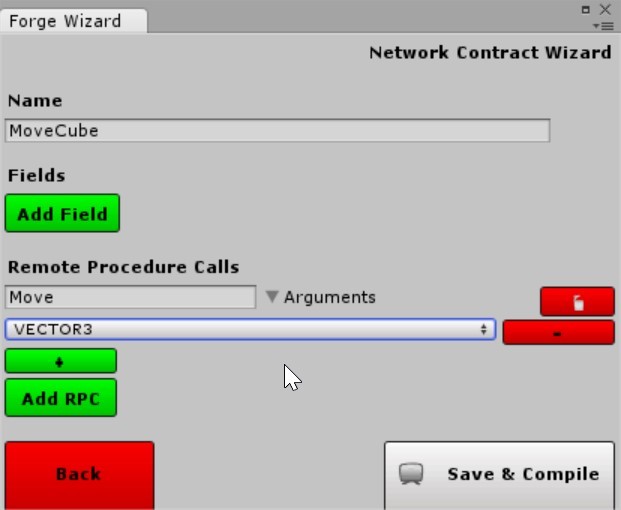 Forge Wizard
Network Contract Wizard
Name
MoveCube
Fields
Add Field
Remote Procedure Calls
Move
Arguments
VECTOR3
-
+
Add RPC
Back
Save & Compile